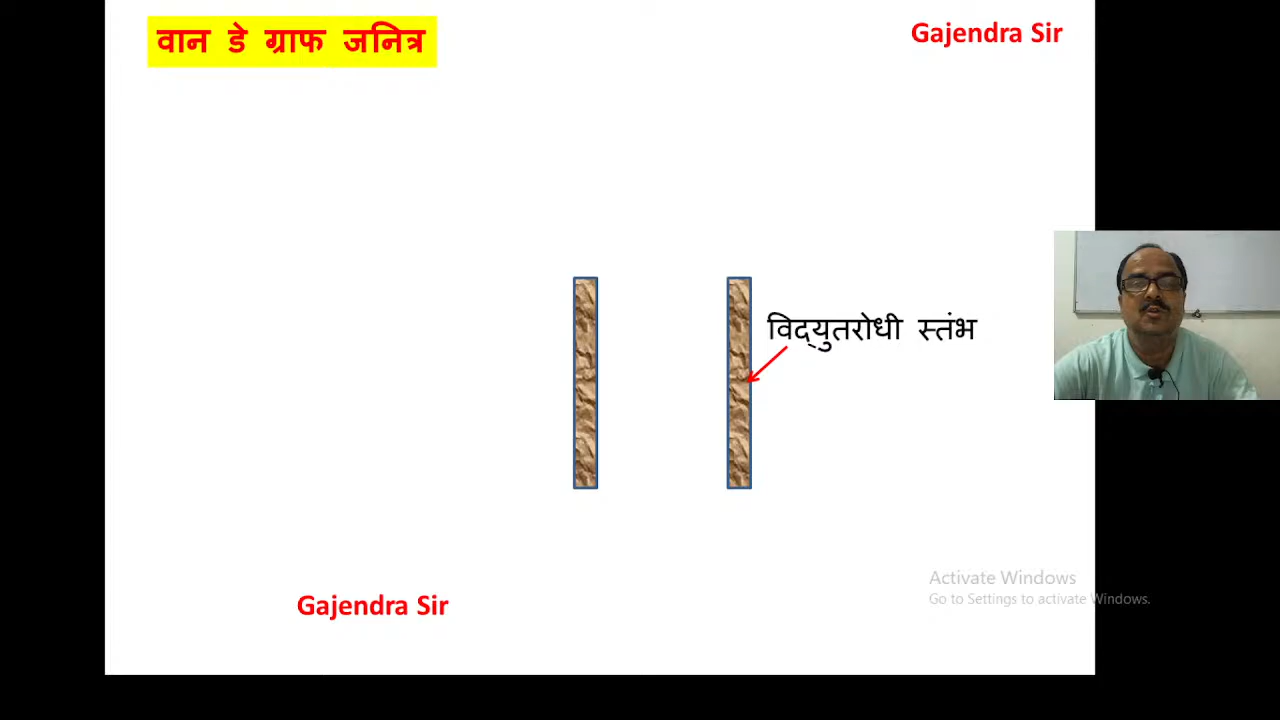 वान डे ग्राफ जनित्र
Gajendra Sir
विद्युतरोधी स्तंभ
Activate Windows
Go to Settings to activate Windows.
Gajendra Sir